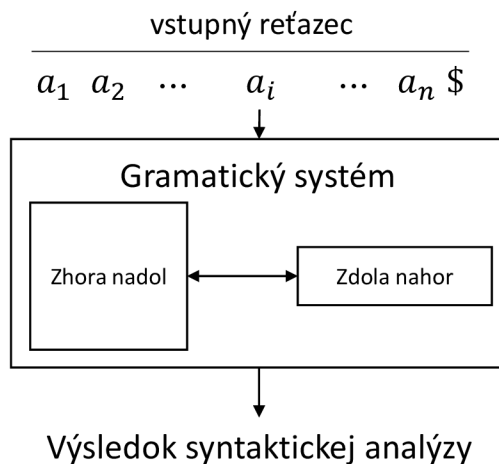 vstupný reťazec
a₁ a₂ ⋯ aᵢ ⋯ aₙ $
Gramatický systém
Zhora nadol
Zdola nahor
Výsledok syntaktickej analýzy